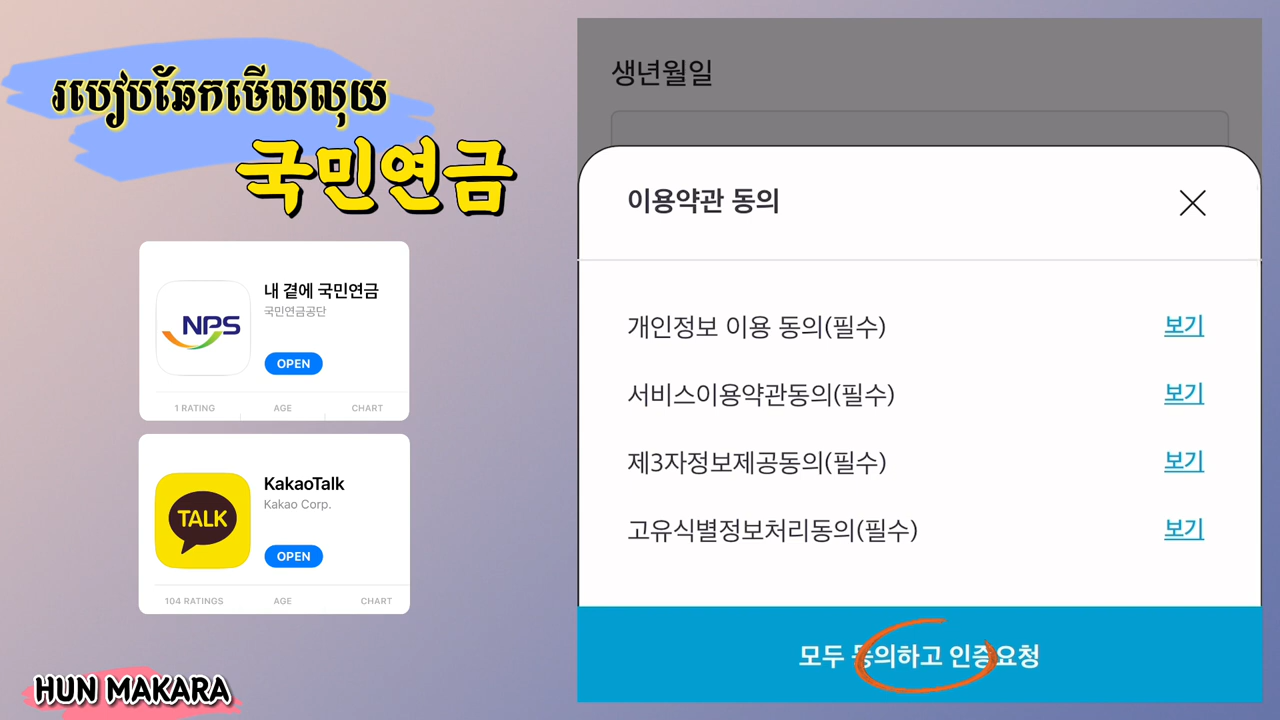 របៀបឆែកមើលលុយ
국민연금
NPS
내 곁에 국민연금
국민연금공단
OPEN
1 RATING AGE CHART
TALK
KakaoTalk
Kakao Corp.
OPEN
104 RATINGS AGE CHART
HUN MAKARA
생년월일
이용약관 동의
개인정보 이용 동의(필수) 보기
서비스이용약관동의(필수) 보기
제3자정보제공동의(필수) 보기
고유식별정보처리동의(필수) 보기
모두 동의하고 인증요청